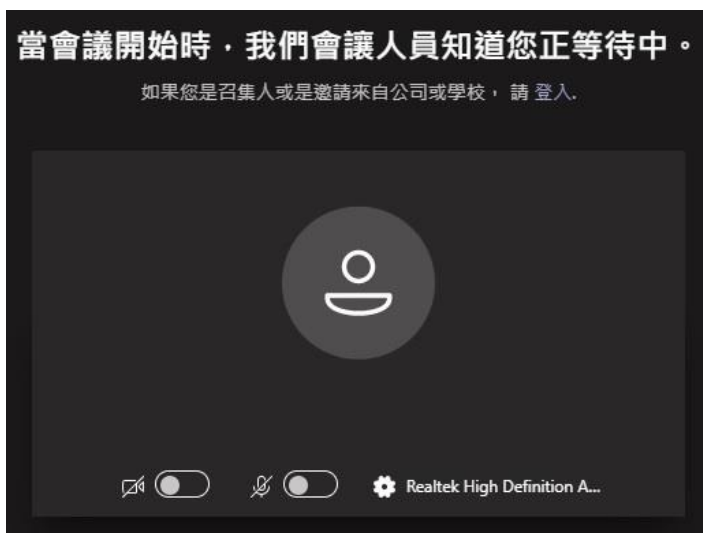 當會議開始時，我們會讓人員知道您正等待中。
如果您是召集人或是邀請來自公司或學校， 請 登入.
Realtek High Definition A...